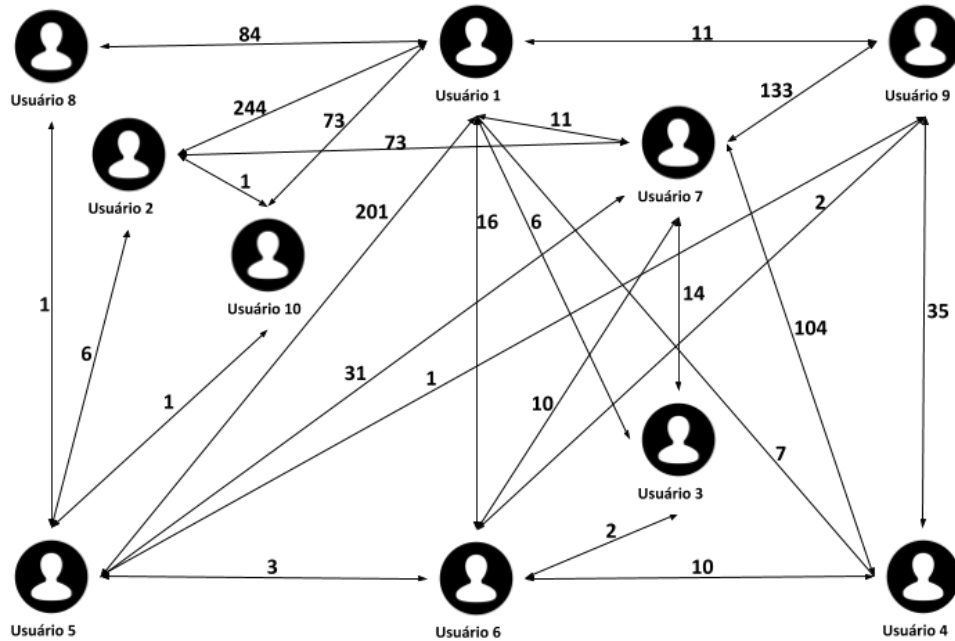 84
11
Usuário 8
Usuário 1
Usuário 9
133
244
73
11
73
1
Usuário 2
Usuário 7
201
16
6
2
Usuário 10
14
1
35
104
6
31
1
1
10
7
Usuário 3
2
3
10
Usuário 5
Usuário 6
Usuário 4